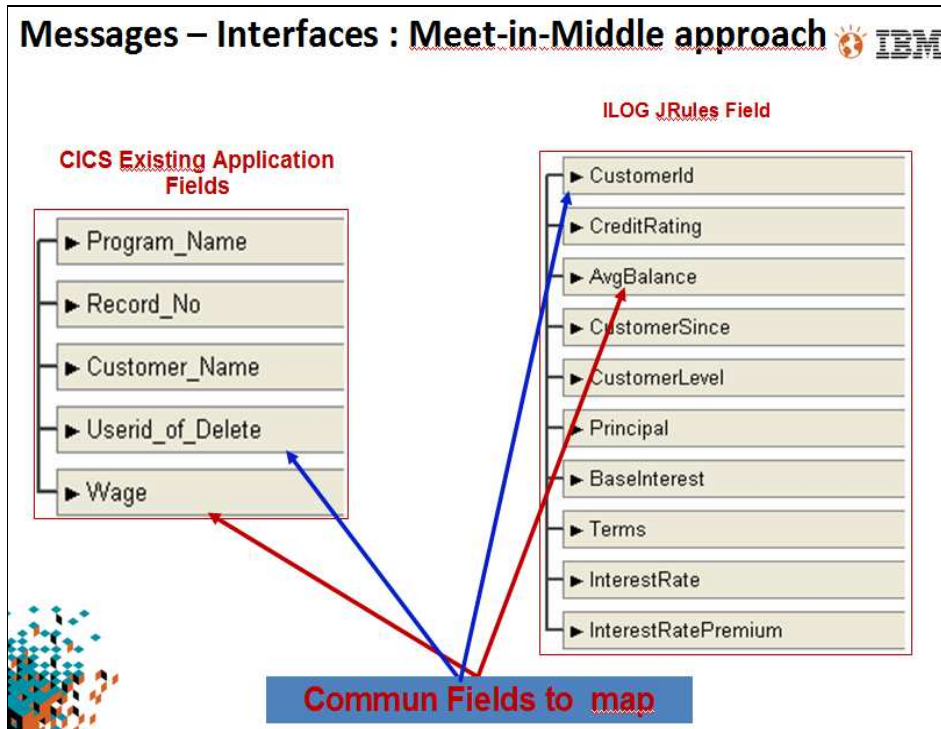 Messages – Interfaces : Meet-in-Middle approach
IBM
CICS Existing Application
Fields
Program_Name
Record_No
Customer_Name
Userid_of_Delete
Wage
ILOG JRules Field
CustomerId
CreditRating
AvgBalance
CustomerSince
CustomerLevel
Principal
BaseInterest
Terms
InterestRate
InterestRatePremium
Commun Fields to map